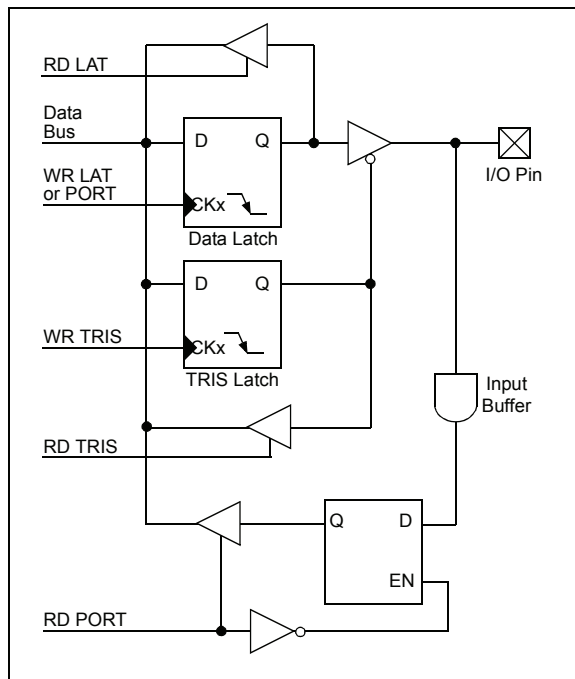 RD LAT
Data
Bus
D
Q
I/O Pin
WR LAT
or PORT
CKx
Data Latch
D
Q
WR TRIS
CKx
TRIS Latch
Input
Buffer
RD TRIS
Q
D
EN
RD PORT